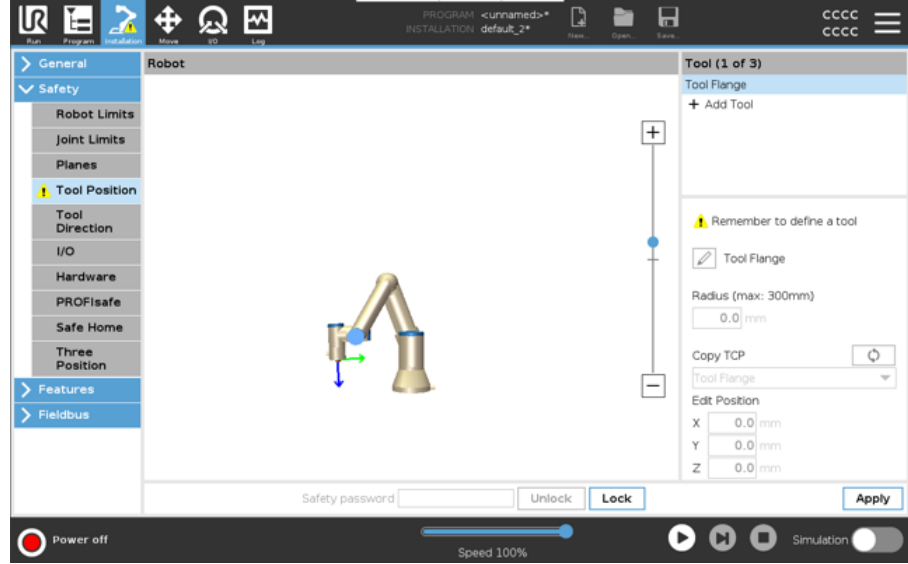 UR
PROGRAM <unnamed>*
INSTALLATION default_2*
cccc
cccc
Run Program Installation Move I/O Log New... Open... Save...
General
Safety
Robot Limits
Joint Limits
Planes
Tool Position
Tool
Direction
I/O
Hardware
PROFIsafe
Safe Home
Three
Position
Features
Fieldbus
Robot
Tool (1 of 3)
Tool Flange
+ Add Tool
Remember to define a tool
Tool Flange
Radius (max: 300mm)
0.0 mm
Copy TCP
Tool Flange
Edit Position
X 0.0 mm
Y 0.0 mm
Z 0.0 mm
Safety password Unlock Lock
Apply
Power off
Speed 100%
Simulation